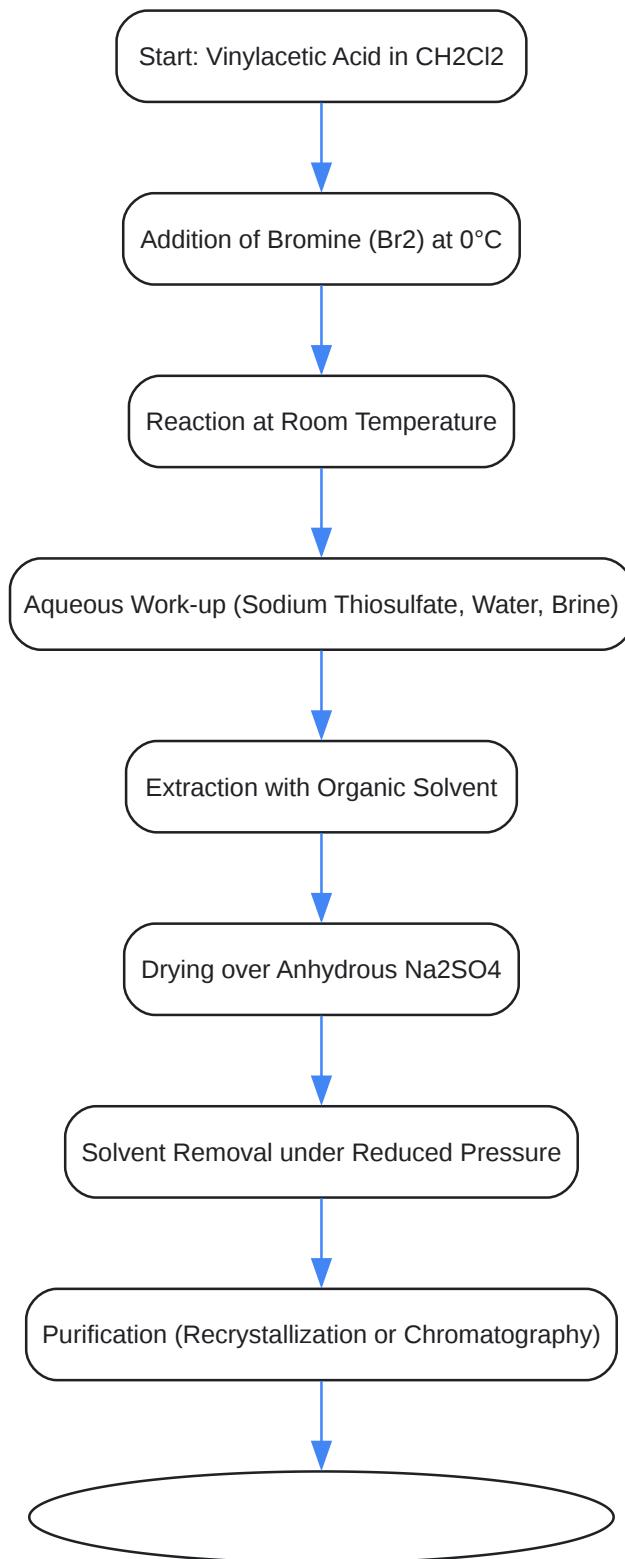 Start: Vinylacetic Acid in CH2Cl2
Addition of Bromine (Br2) at 0°C
Reaction at Room Temperature
Aqueous Work-up (Sodium Thiosulfate, Water, Brine)
Extraction with Organic Solvent
Drying over Anhydrous Na2SO4
Solvent Removal under Reduced Pressure
Purification (Recrystallization or Chromatography)